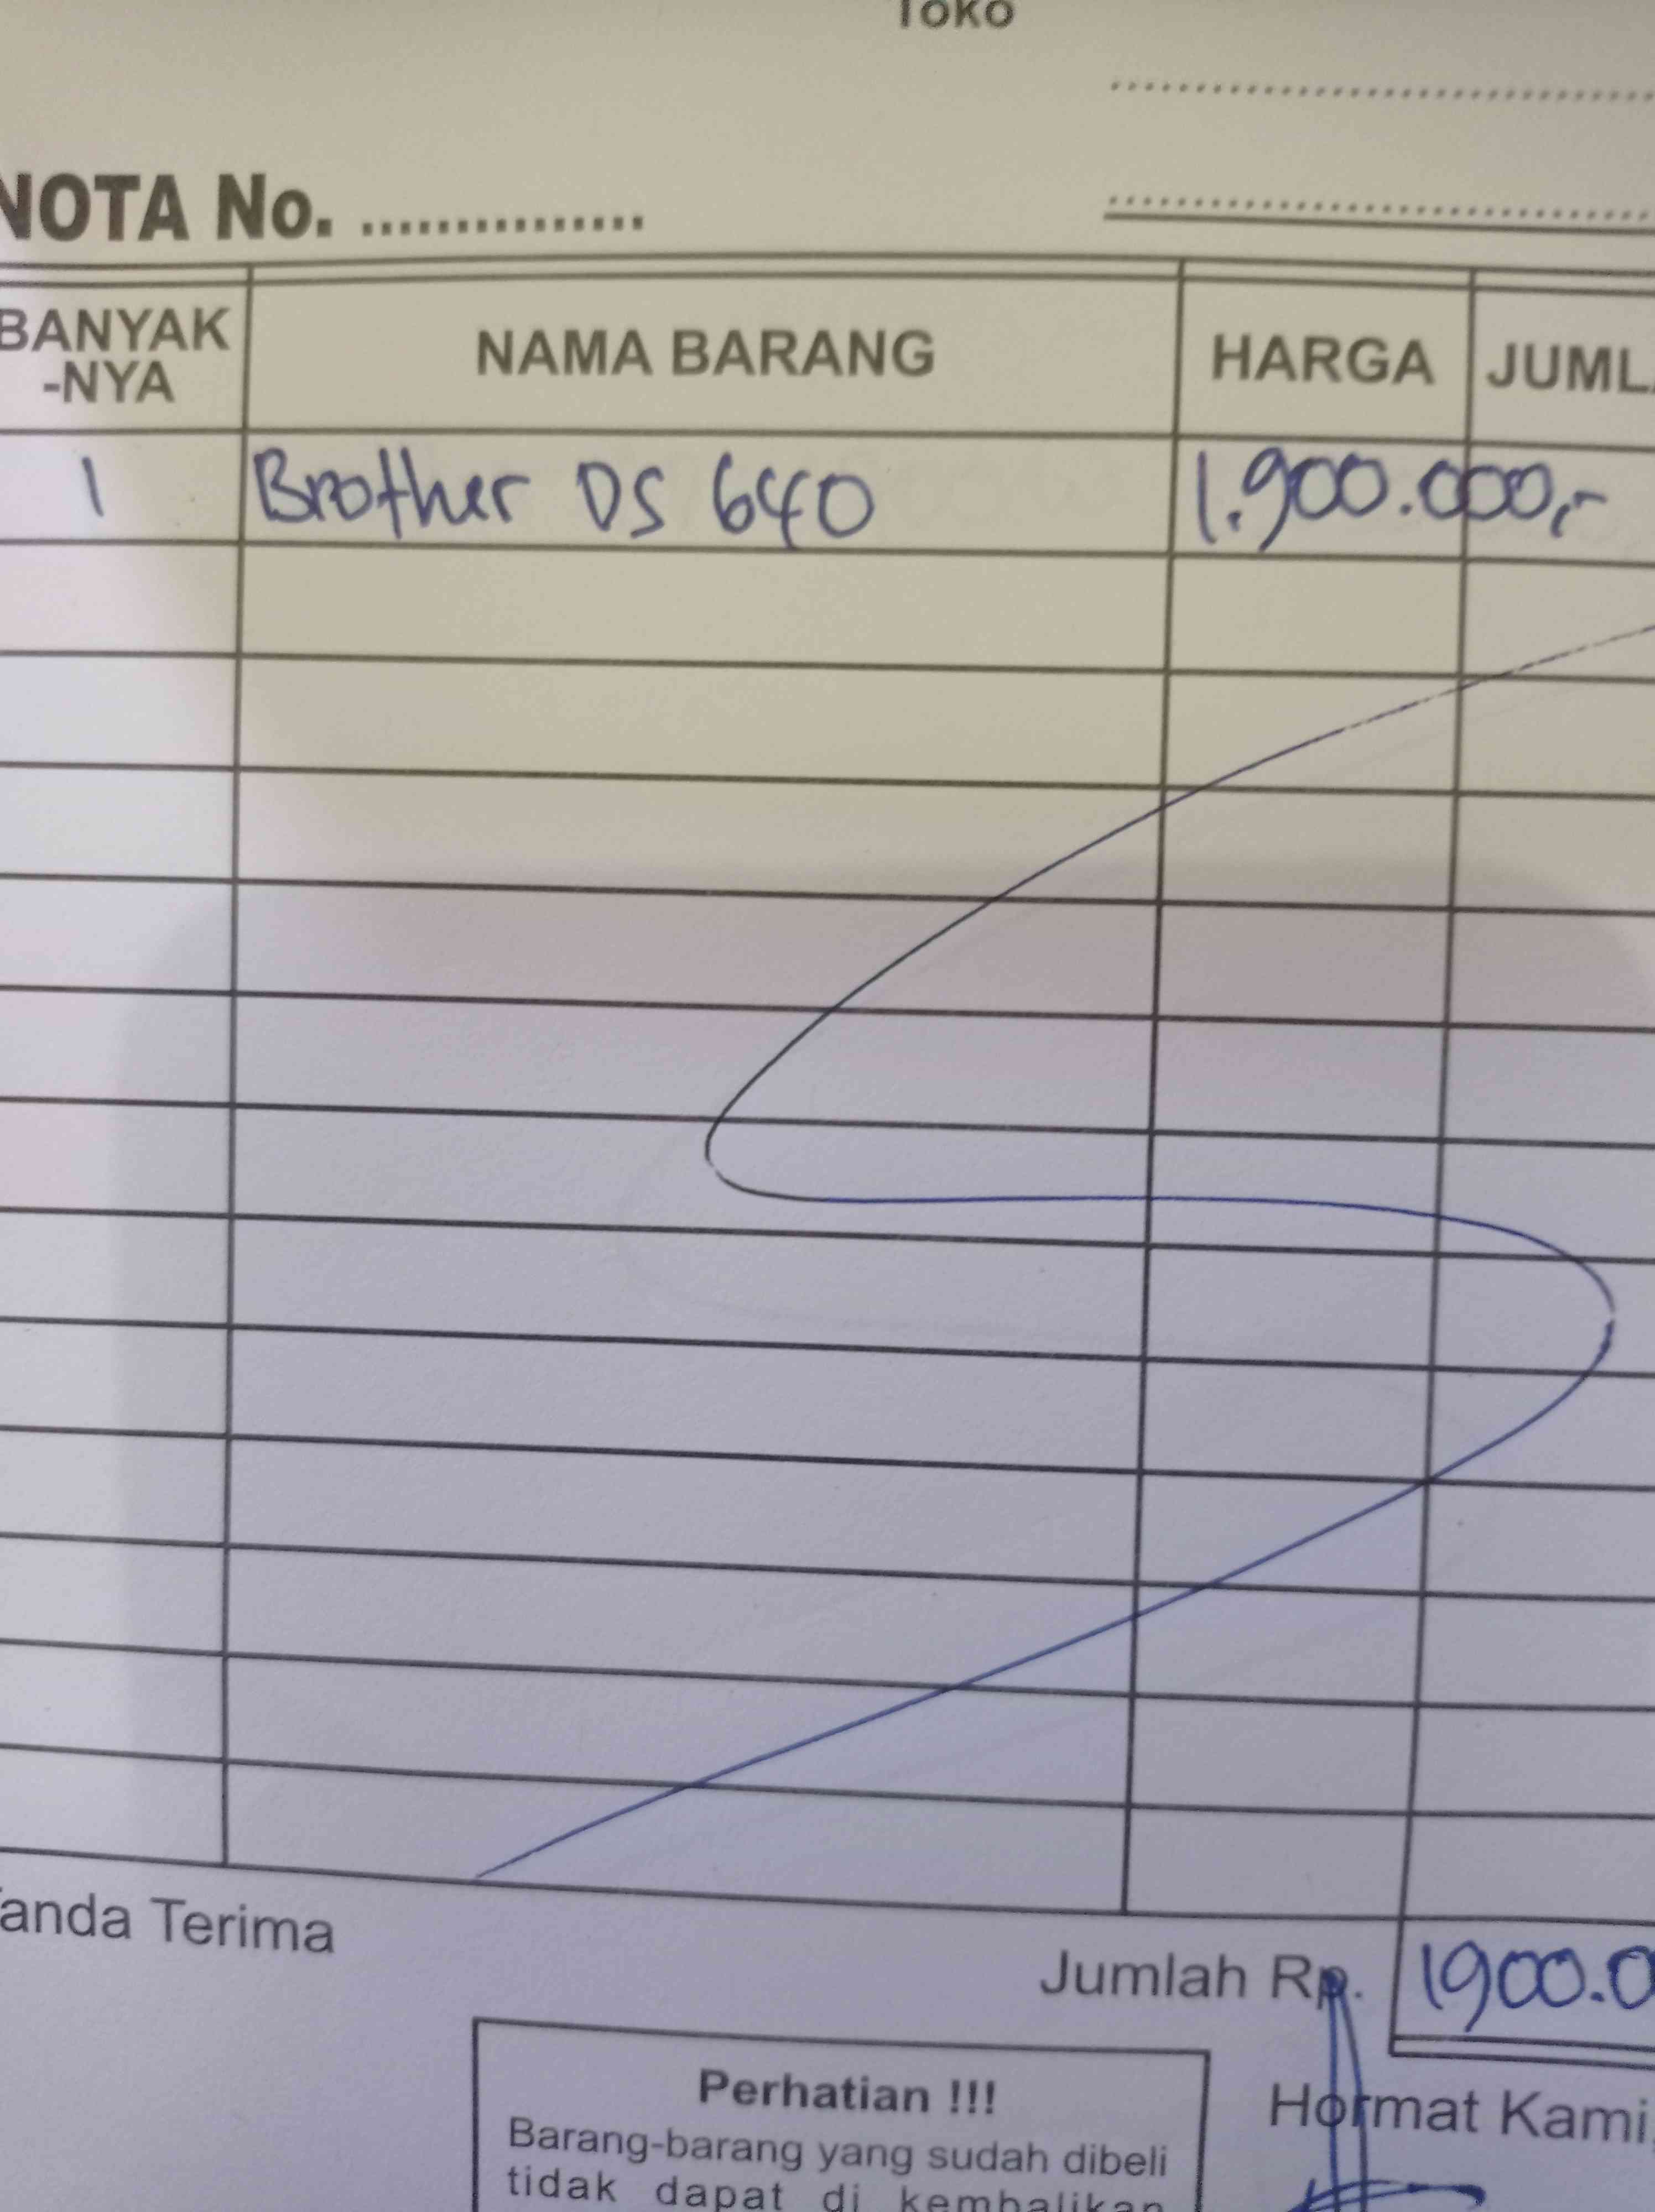 Toko
NOTA No. ...............
BANYAK
-NYA
NAMA BARANG
HARGA
JUML
1 Brother DS 640 1.900.000,-
Tanda Terima
Jumlah Rp. 1900.0
Perhatian !!!
Barang-barang yang sudah dibeli
tidak dapat di kembalikan
Hormat Kami,